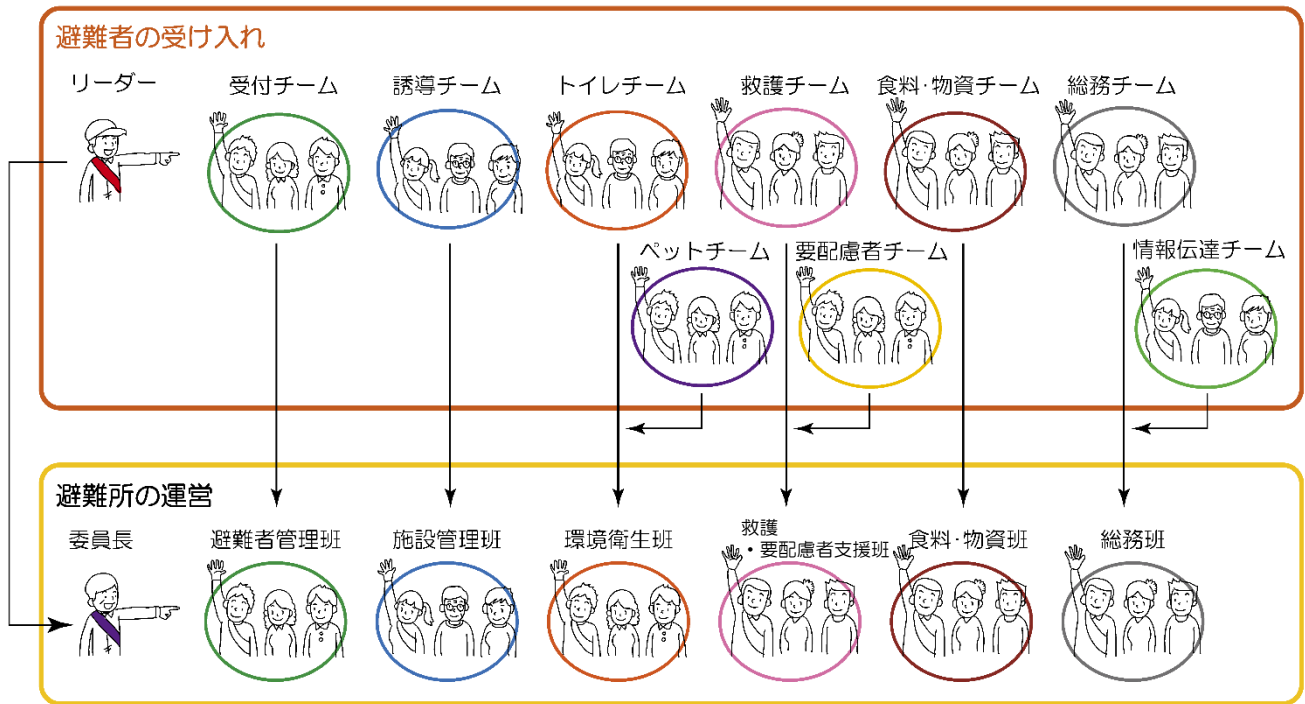 避難者の受け入れ
リーダー
受付チーム
誘導チーム
トイレチーム
救護チーム
食料・物資チーム
総務チーム
ペットチーム
要配慮者チーム
情報伝達チーム
避難所の運営
委員長
避難者管理班
施設管理班
環境衛生班
救護
・要配慮者支援班
食料・物資班
総務班